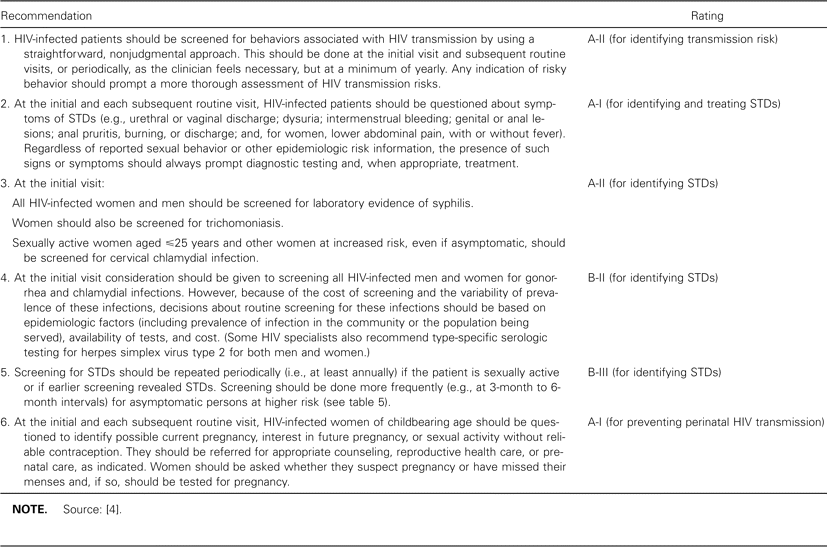 Recommendation Rating
1. HIV-infected patients should be screened for behaviors associated with HIV transmission by using a A-II (for identifying transmission risk)
straightforward, nonjudgmental approach. This should be done at the initial visit and subsequent routine
visits, or periodically, as the clinician feels necessary, but at a minimum of yearly. Any indication of risky
behavior should prompt a more thorough assessment of HIV transmission risks.
2. At the initial and each subsequent routine visit, HIV-infected patients should be questioned about symp- A-I (for identifying and treating STDs)
toms of STDs (e.g., urethral or vaginal discharge; dysuria; intermenstrual bleeding; genital or anal le-
sions; anal pruritis, burning, or discharge; and, for women, lower abdominal pain, with or without fever).
Regardless of reported sexual behavior or other epidemiologic risk information, the presence of such
signs or symptoms should always prompt diagnostic testing and, when appropriate, treatment.
3. At the initial visit: A-II (for identifying STDs)
All HIV-infected women and men should be screened for laboratory evidence of syphilis.
Women should also be screened for trichomoniasis.
Sexually active women aged ⩽25 years and other women at increased risk, even if asymptomatic, should
be screened for cervical chlamydial infection.
4. At the initial visit consideration should be given to screening all HIV-infected men and women for gonor- B-II (for identifying STDs)
rhea and chlamydial infections. However, because of the cost of screening and the variability of preva-
lence of these infections, decisions about routine screening for these infections should be based on
epidemiologic factors (including prevalence of infection in the community or the population being
served), availability of tests, and cost. (Some HIV specialists also recommend type-specific serologic
testing for herpes simplex virus type 2 for both men and women.)
5. Screening for STDs should be repeated periodically (i.e., at least annually) if the patient is sexually active B-III (for identifying STDs)
or if earlier screening revealed STDs. Screening should be done more frequently (e.g., at 3-month to 6-
month intervals) for asymptomatic persons at higher risk (see table 5).
6. At the initial and each subsequent routine visit, HIV-infected women of childbearing age should be ques- A-I (for preventing perinatal HIV transmission)
tioned to identify possible current pregnancy, interest in future pregnancy, or sexual activity without reli-
able contraception. They should be referred for appropriate counseling, reproductive health care, or pre-
natal care, as indicated. Women should be asked whether they suspect pregnancy or have missed their
menses and, if so, should be tested for pregnancy.
NOTE. Source: [4].